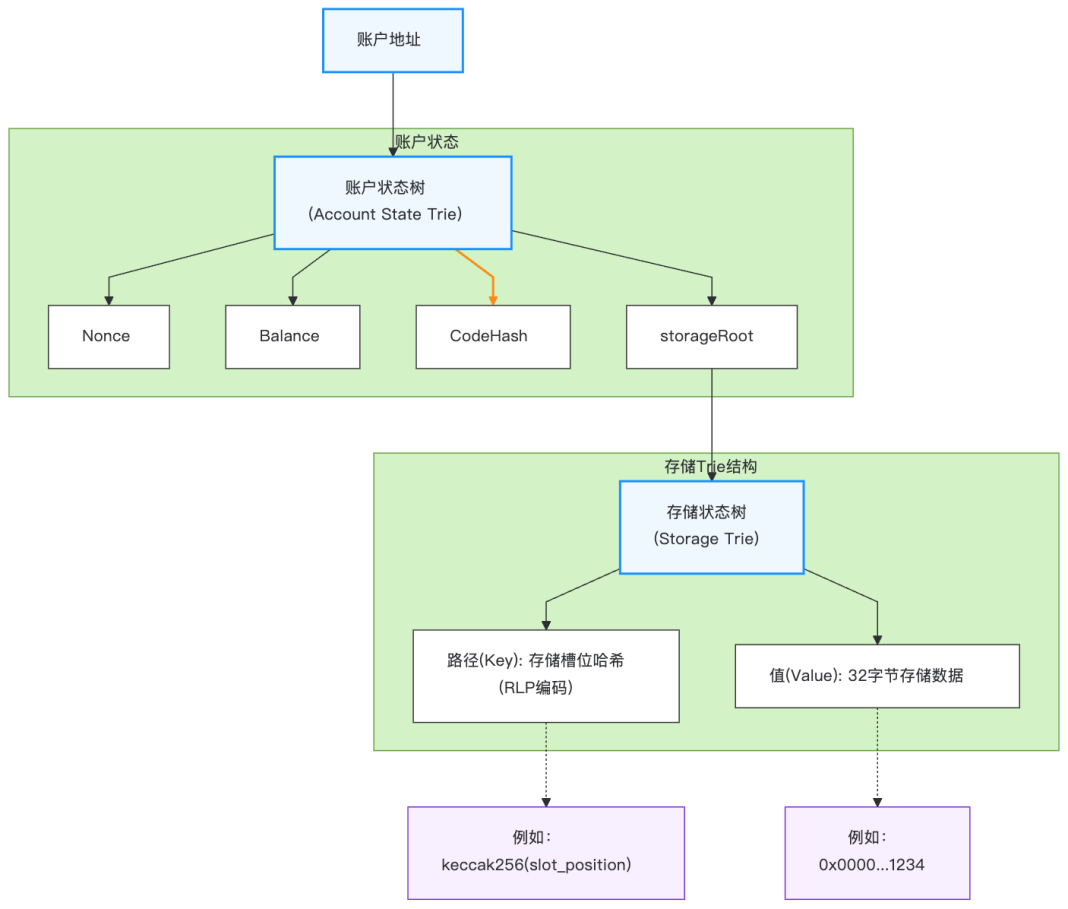 账户地址
账户状态
账户状态树
(Account State Trie)
Nonce
Balance
CodeHash
storageRoot
存储Trie结构
存储状态树
(Storage Trie)
路径(Key): 存储槽位哈希
(RLP编码)
值(Value): 32字节存储数据
例如：
keccak256(slot_position)
例如：
0x0000...1234